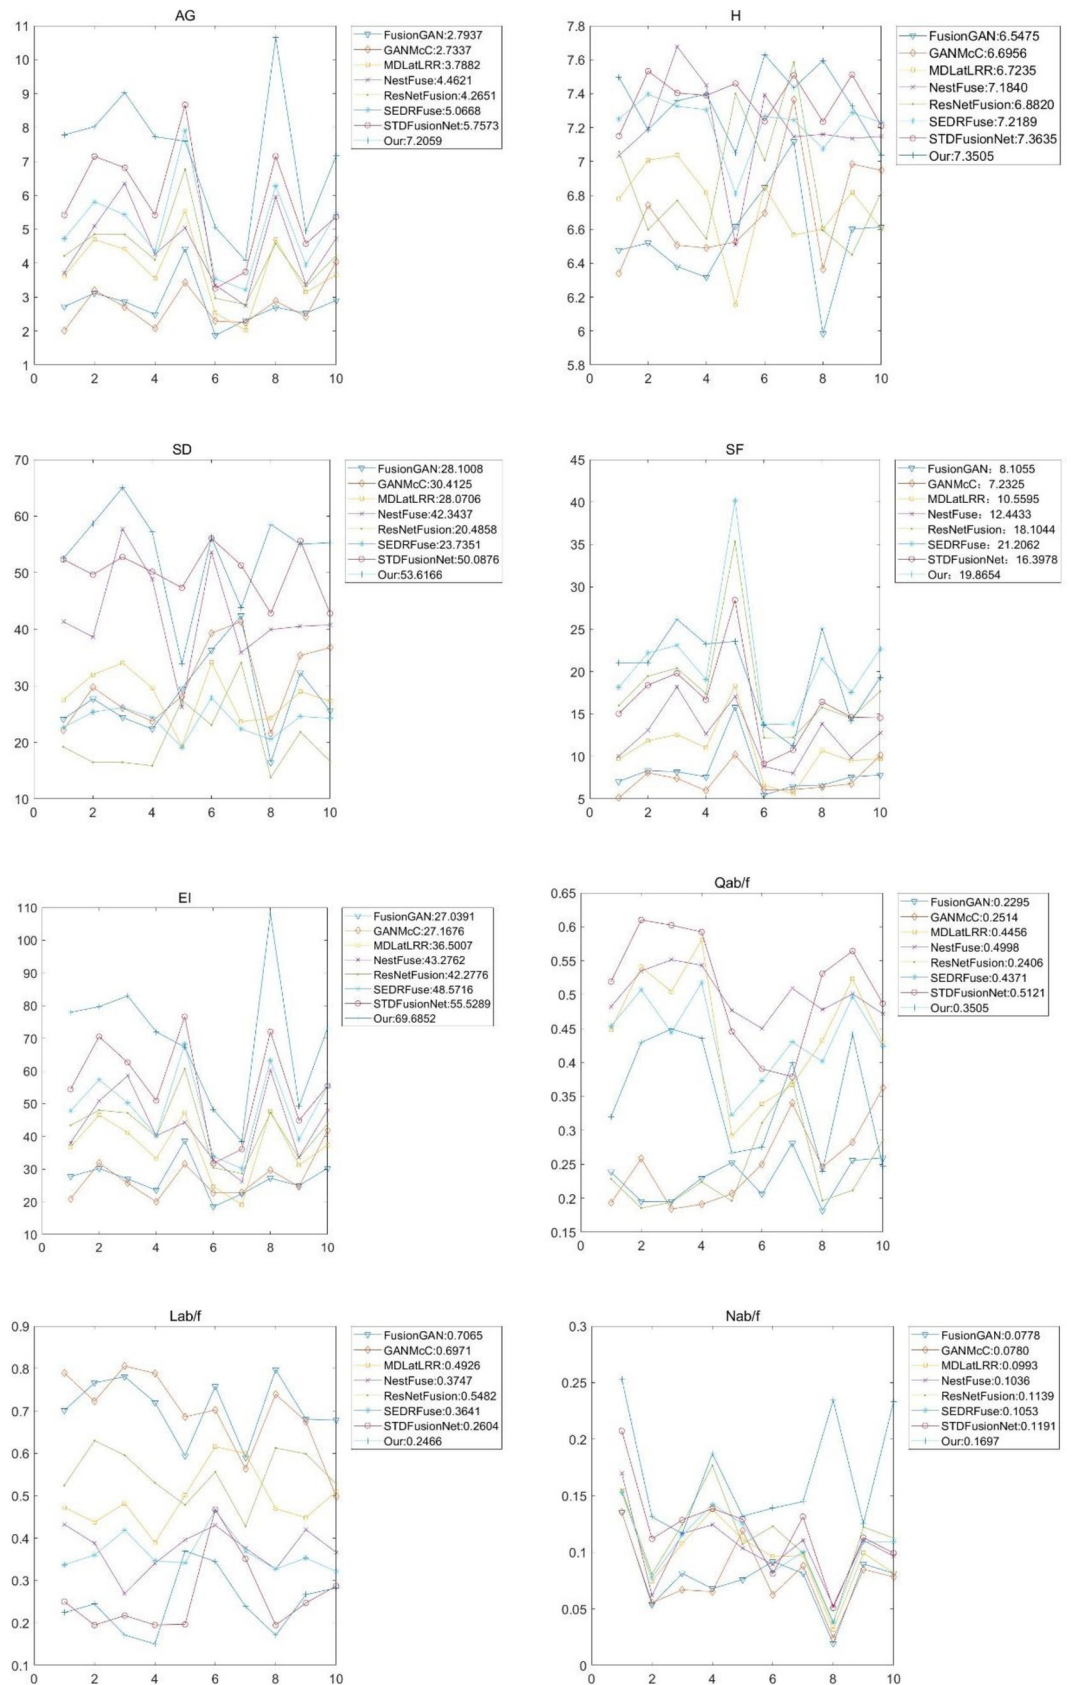 AG
11
10
9
8
7
6
5
4
3
2
1
0 2 4 6 8 10
FusionGAN:2.7937
GANMcC:2.7337
MDLatLRR:3.7882
NestFuse:4.4621
ResNetFusion:4.2651
SEDRFuse:5.0668
STDFusionNet:5.7573
Our:7.2059
H
7.8
7.6
7.4
7.2
7
6.8
6.6
6.4
6.2
6
5.8
0 2 4 6 8 10
FusionGAN:6.5475
GANMcC:6.6956
MDLatLRR:6.7235
NestFuse:7.1840
ResNetFusion:6.8820
SEDRFuse:7.2189
STDFusionNet:7.3635
Our:7.3505
SD
70
60
50
40
30
20
10
0 2 4 6 8 10
FusionGAN:28.1008
GANMcC:30.4125
MDLatLRR:28.0706
NestFuse:42.3437
ResNetFusion:20.4858
SEDRFuse:23.7351
STDFusionNet:50.0876
Our:53.6166
SF
45
40
35
30
25
20
15
10
5
0 2 4 6 8 10
FusionGAN：8.1055
GANMcC：7.2325
MDLatLRR：10.5595
NestFuse：12.4433
ResNetFusion：18.1044
SEDRFuse：21.2062
STDFusionNet：16.3978
Our：19.8654
EI
110
100
90
80
70
60
50
40
30
20
10
0 2 4 6 8 10
FusionGAN:27.0391
GANMcC:27.1676
MDLatLRR:36.5007
NestFuse:43.2762
ResNetFusion:42.2776
SEDRFuse:48.5716
STDFusionNet:55.5289
Our:69.6852
Qab/f
0.65
0.6
0.55
0.5
0.45
0.4
0.35
0.3
0.25
0.2
0.15
0 2 4 6 8 10
FusionGAN:0.2295
GANMcC:0.2514
MDLatLRR:0.4456
NestFuse:0.4998
ResNetFusion:0.2406
SEDRFuse:0.4371
STDFusionNet:0.5121
Our:0.3505
Lab/f
0.9
0.8
0.7
0.6
0.5
0.4
0.3
0.2
0.1
0 2 4 6 8 10
FusionGAN:0.7065
GANMcC:0.6971
MDLatLRR:0.4926
NestFuse:0.3747
ResNetFusion:0.5482
SEDRFuse:0.3641
STDFusionNet:0.2604
Our:0.2466
Nab/f
0.3
0.25
0.2
0.15
0.1
0.05
0
0 2 4 6 8 10
FusionGAN:0.0778
GANMcC:0.0780
MDLatLRR:0.0993
NestFuse:0.1036
ResNetFusion:0.1139
SEDRFuse:0.1053
STDFusionNet:0.1191
Our:0.1697